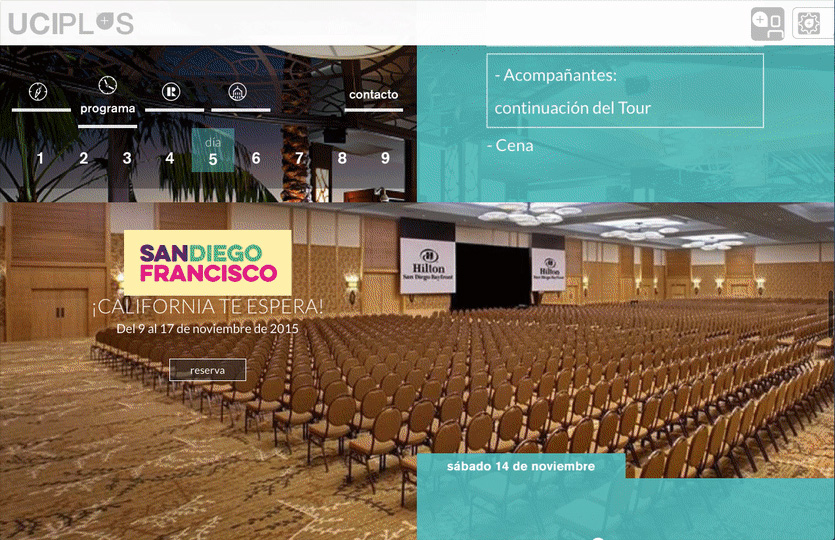 UCIPLUS
programa
contacto
día
1 2 3 4 5 6 7 8 9
- Acompañantes:
continuación del Tour
- Cena
SANDIEGO
FRANCISCO
¡CALIFORNIA TE ESPERA!
Del 9 al 17 de noviembre de 2015
reserva
Hilton
San Diego Bayfront
Hilton
San Diego Bayfront
sábado 14 de noviembre